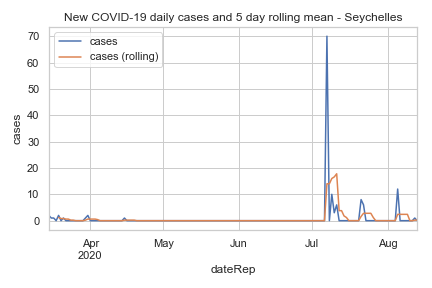 New COVID-19 daily cases and 5 day rolling mean - Seychelles
cases
cases (rolling)
70
60
50
40
30
20
10
0
cases
Apr
2020
May
Jun
Jul
Aug
dateRep